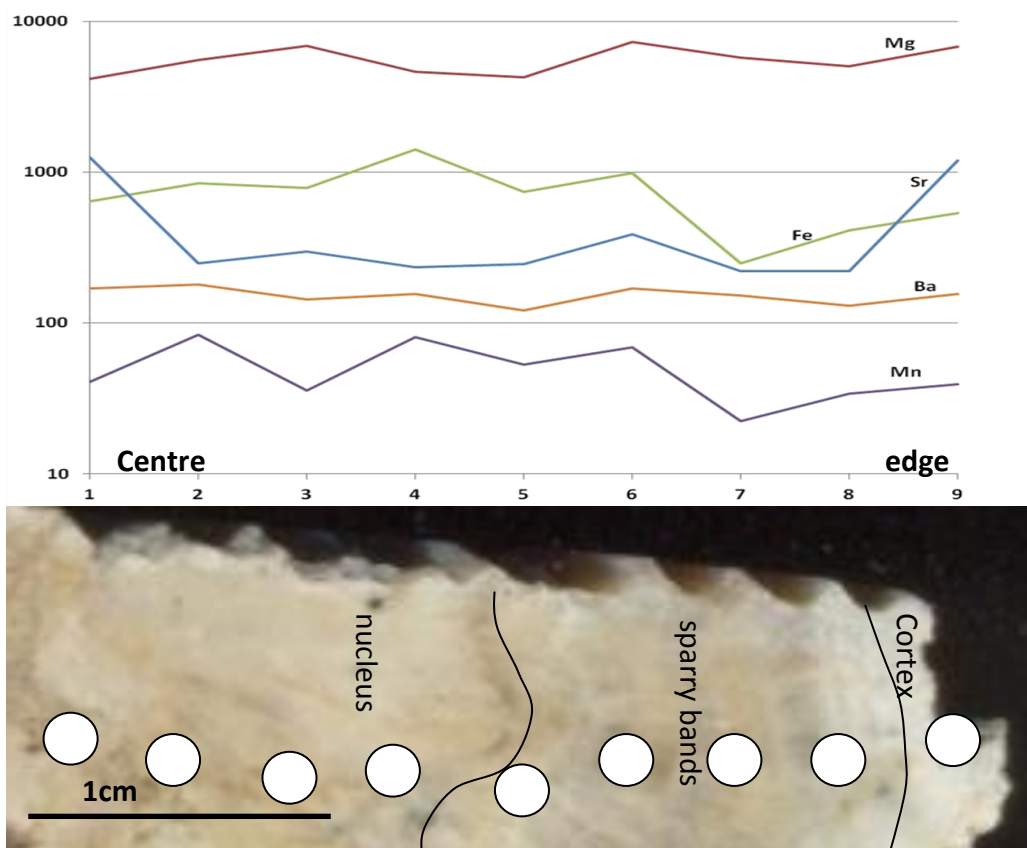 10000
Mg
1000
Sr
Fe
Ba
100
Mn
Centre
edge
10
1 2 3 4 5 6 7 8 9
nucleus
sparry bands
Cortex
1cm